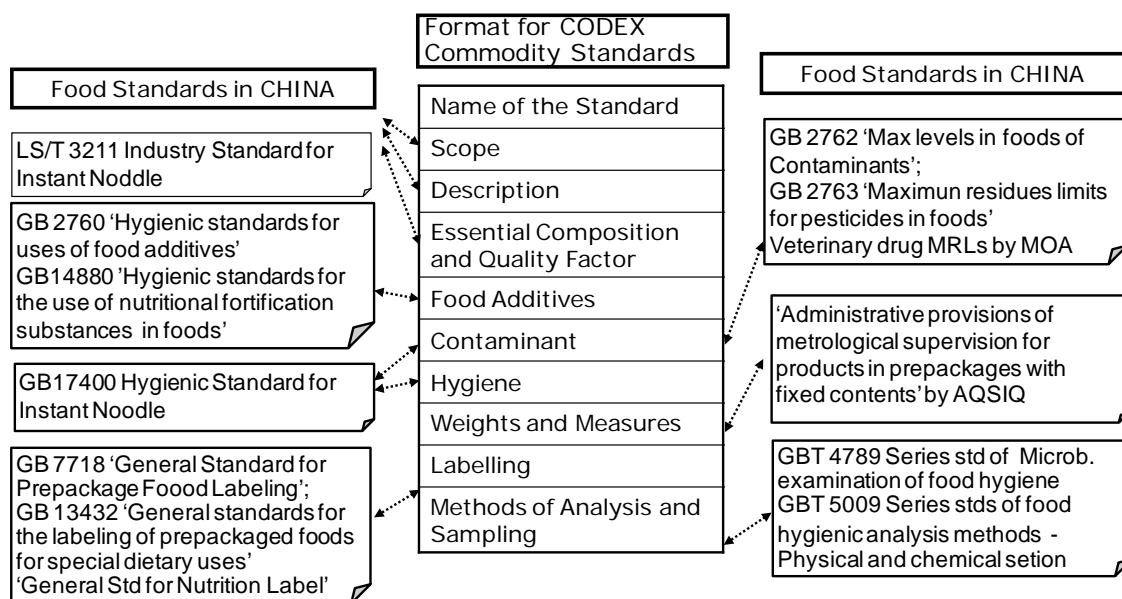 Format for CODEX
Commodity Standards
Food Standards in CHINA
LS/T 3211 Industry Standard for
Instant Noddle
GB 2760 ‘Hygienic standards for
uses of food additives’
GB14880 ’Hygienic standards for
the use of nutritional fortification
substances in foods’
GB17400 Hygienic Standard for
Instant Noodle
GB 7718 ‘General Standard for
Prepackage Foood Labeling’;
GB 13432 ‘General standards for
the labeling of prepackaged foods
for special dietary uses’
‘General Std for Nutrition Label’
Name of the Standard
Scope
Description
Essential Composition
and Quality Factor
Food Additives
Contaminant
Hygiene
Weights and Measures
Labelling
Methods of Analysis and
Sampling
Food Standards in CHINA
GB 2762 ‘Max levels in foods of
Contaminants’;
GB 2763 ‘Maximun residues limits
for pesticides in foods’
Veterinary drug MRLs by MOA
‘Administrative provisions of
metrological supervision for
products in prepackages with
fixed contents’ by AQSIQ
GBT 4789 Series std of Microb.
examination of food hygiene
GBT 5009 Series stds of food
hygienic analysis methods -
Physical and chemical setion